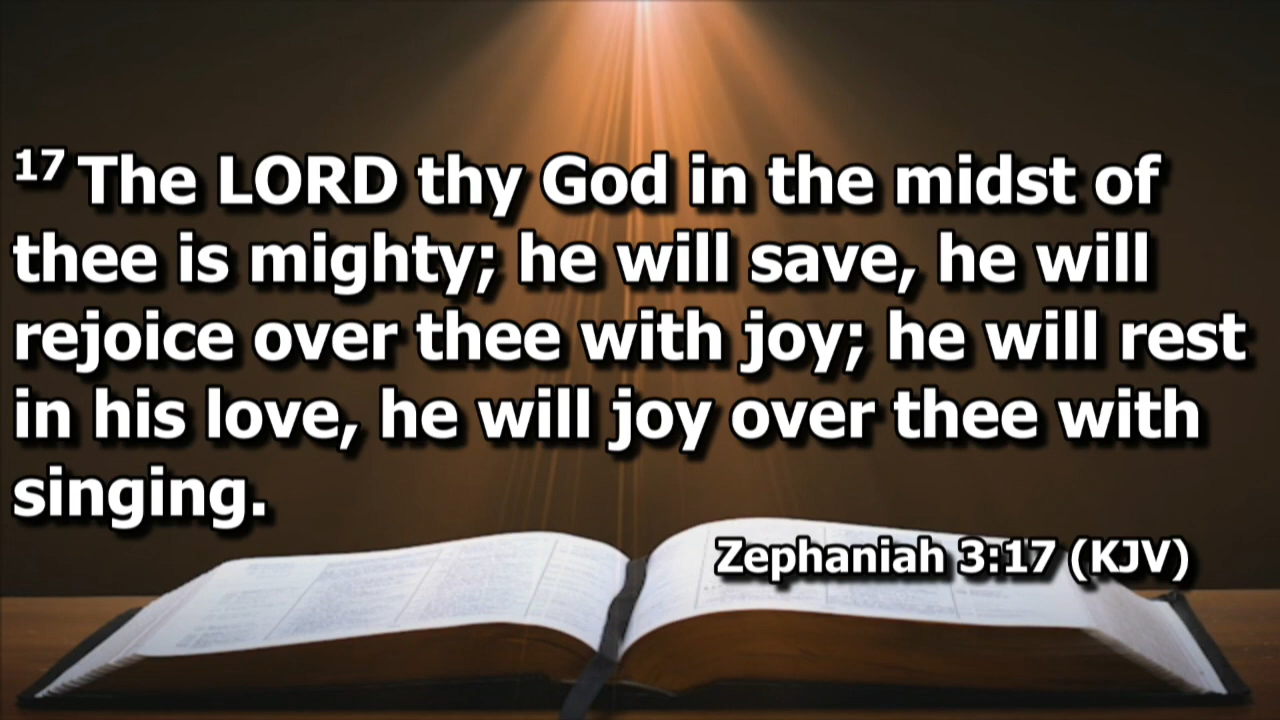 17 The LORD thy God in the midst of
thee is mighty; he will save, he will
rejoice over thee with joy; he will rest
in his love, he will joy over thee with
singing.
Zephaniah 3:17 (KJV)